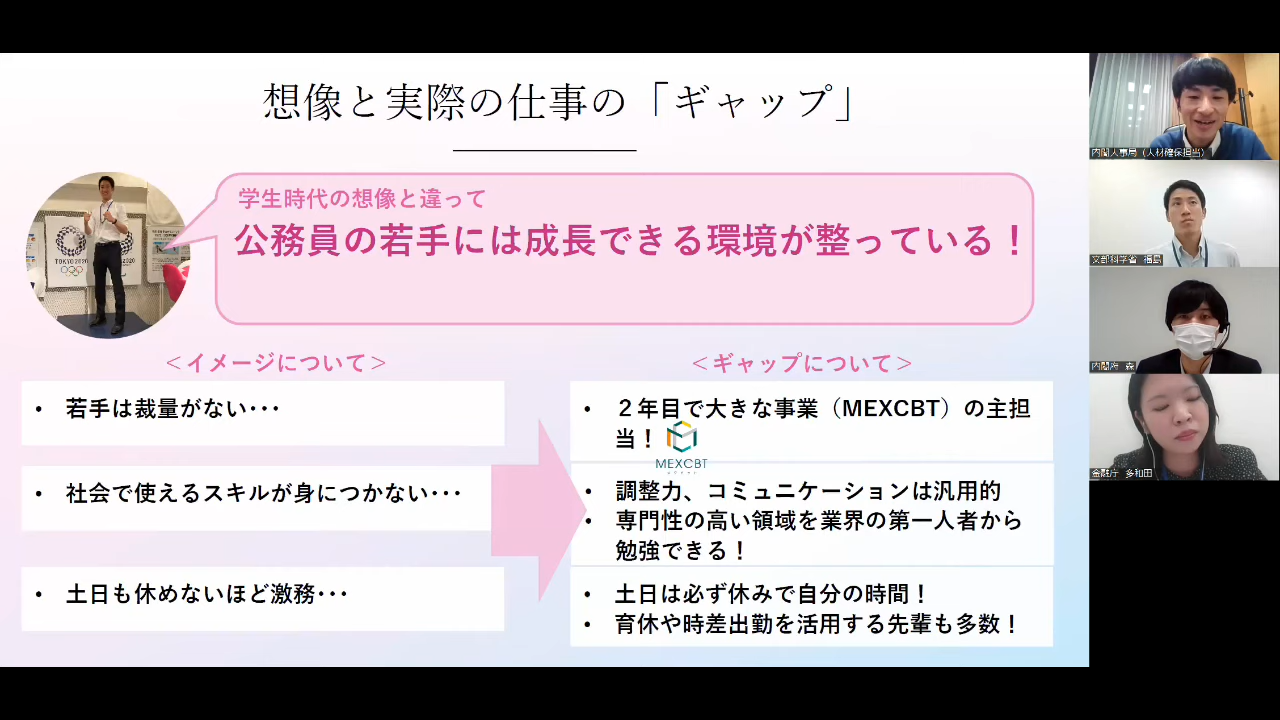 想像と実際の仕事の「ギャップ」
学生時代の想像と違って
公務員の若手には成長できる環境が整っている！
TOKYO 2020
2020
＜イメージについて＞
• 若手は裁量がない･･･
• 社会で使えるスキルが身につかない･･･
• 土日も休めないほど激務･･･
＜ギャップについて＞
• ２年目で大きな事業（MEXCBT）の主担
当！
MEXCBT
• 調整力、コミュニケーションは汎用的
• 専門性の高い領域を業界の第一人者から
勉強できる！
• 土日は必ず休みで自分の時間！
• 育休や時差出勤を活用する先輩も多数！
内閣人事局（人材確保担当）
文部科学省 福島
内閣府 森
金融庁 多和田